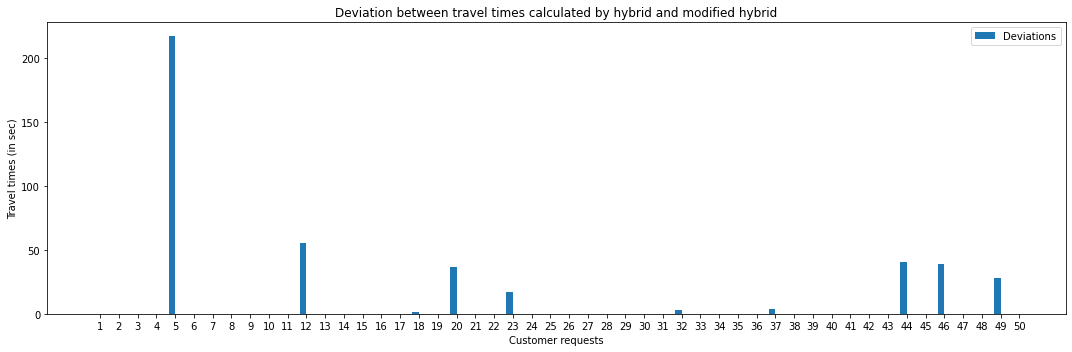 Deviation between travel times calculated by hybrid and modified hybrid
Deviations
200
150
100
50
0
Travel times (in sec)
1 2 3 4 5 6 7 8 9 10 11 12 13 14 15 16 17 18 19 20 21 22 23 24 25 26 27 28 29 30 31 32 33 34 35 36 37 38 39 40 41 42 43 44 45 46 47 48 49 50
Customer requests